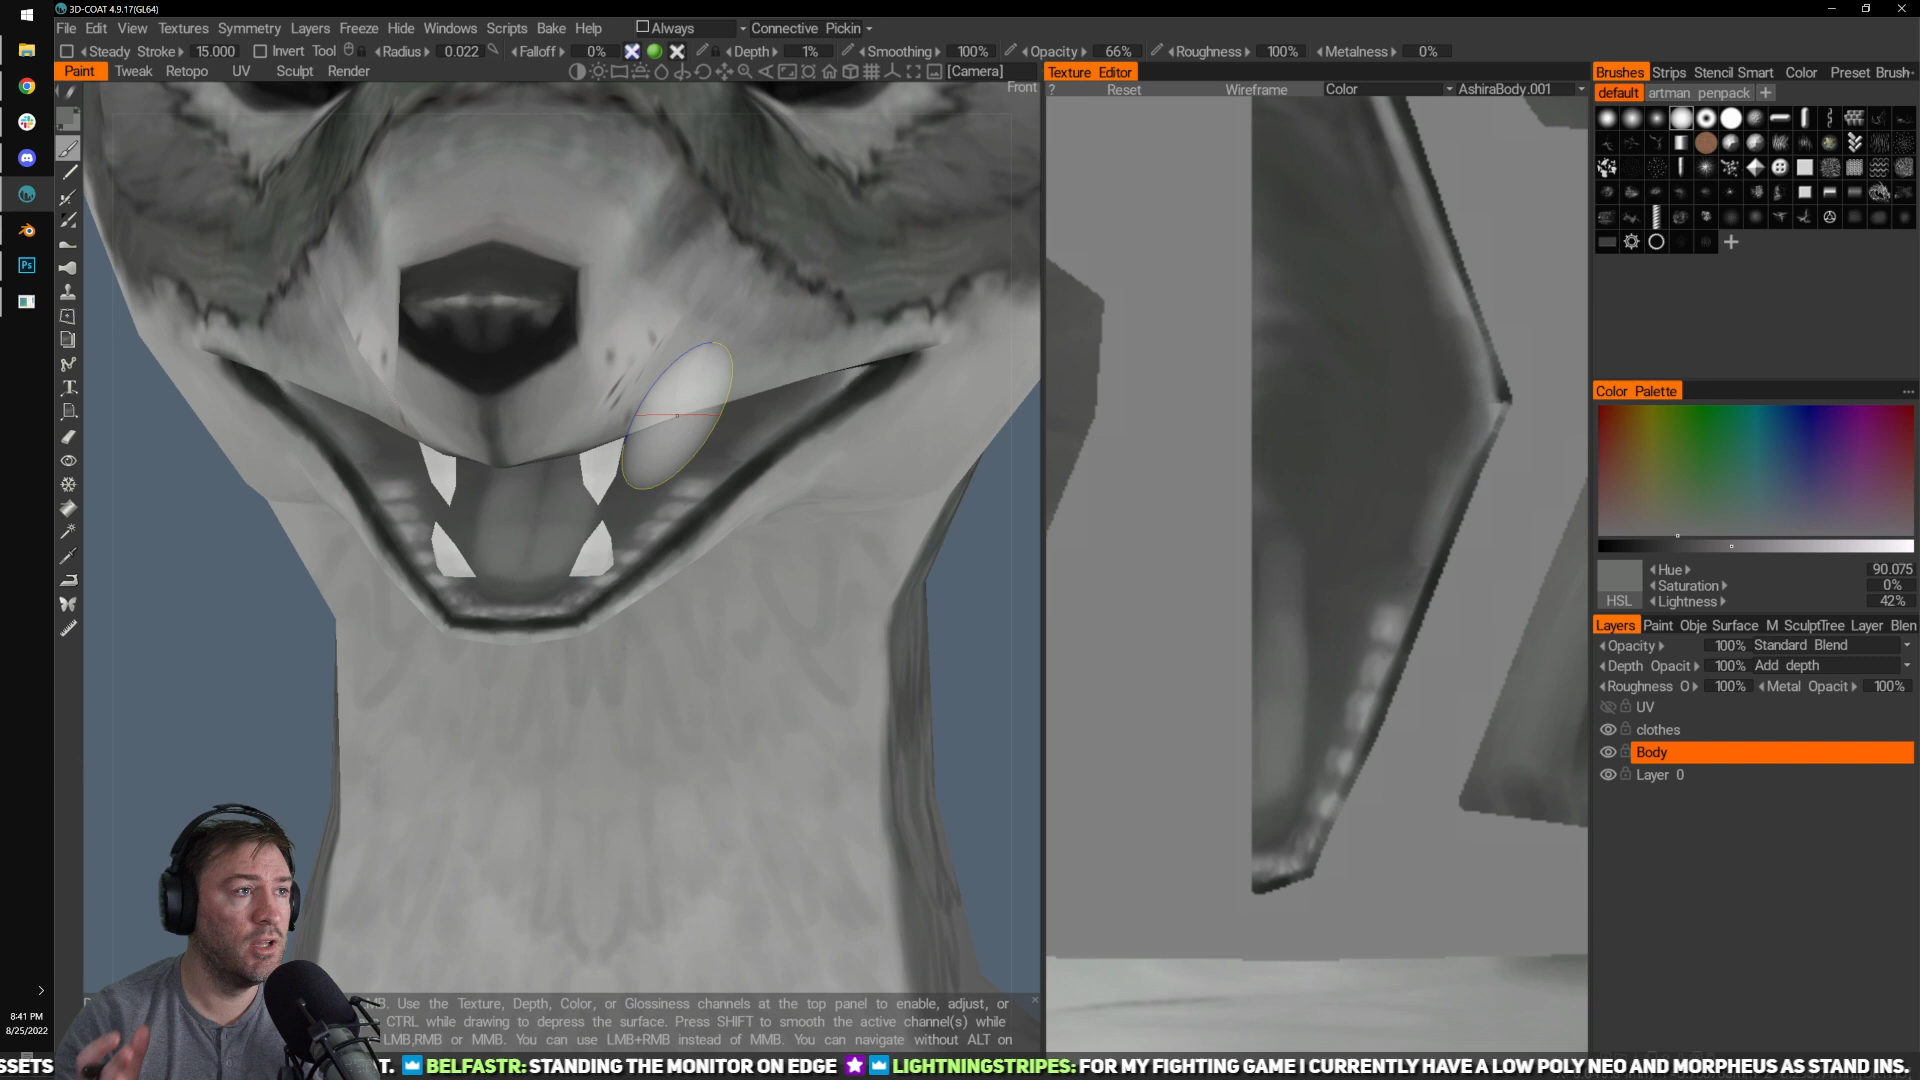 3D-COAT 4.9.17(GL64)
File Edit View Textures Symmetry Layers Freeze Hide Windows Scripts Bake Help Always Connective Pickin
Steady Stroke 15.000 Invert Tool Radius 0.022 Falloff 0% Depth 1% Smoothing 100% Opacity 66% Roughness 100% Metalness 0%
Paint Tweak Retopo UV Sculpt Render [Camera]
Front
Texture Editor
? Reset Wireframe Color AshiraBody.001
Brushes Strips Stencil Smart Color Preset Brush
default artman penpack
Color Palette
Hue 90.075
Saturation 0%
HSL Lightness 42%
Layers Paint Obje Surface M SculptTree Layer Blen
Opacity 100% Standard Blend
Depth Opacit 100% Add depth
Roughness O 100% Metal Opacit 100%
UV
clothes
Body
Layer 0
Ps
8:41 PM
8/25/2022
MB. Use the Texture, Depth, Color, or Glossiness channels at the top panel to enable, adjust, or
CTRL while drawing to depress the surface. Press SHIFT to smooth the active channel(s) while
LMB,RMB or MMB. You can use LMB+RMB instead of MMB. You can navigate without ALT on
SSETS T. BELFASTR: STANDING THE MONITOR ON EDGE LIGHTNINGSTRIPES: FOR MY FIGHTING GAME I CURRENTLY HAVE A LOW POLY NEO AND MORPHEUS AS STAND INS.